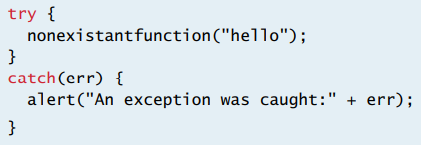 try {
  nonexistantfunction("hello");
}
catch(err) {
  alert("An exception was caught:" + err);
}